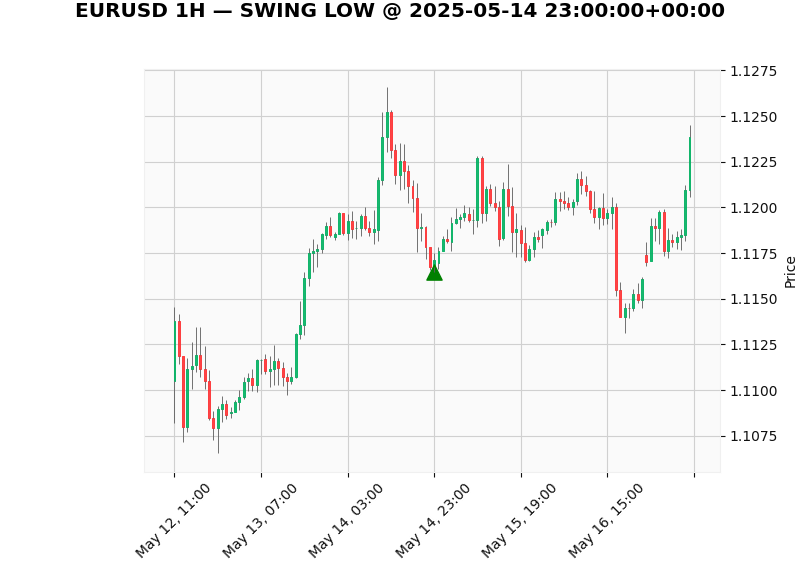 EURUSD 1H — SWING LOW @ 2025-05-14 23:00:00+00:00
1.1275
1.1250
1.1225
1.1200
1.1175
1.1150
1.1125
1.1100
1.1075
Price
May 12, 11:00
May 13, 07:00
May 14, 03:00
May 14, 23:00
May 15, 19:00
May 16, 15:00